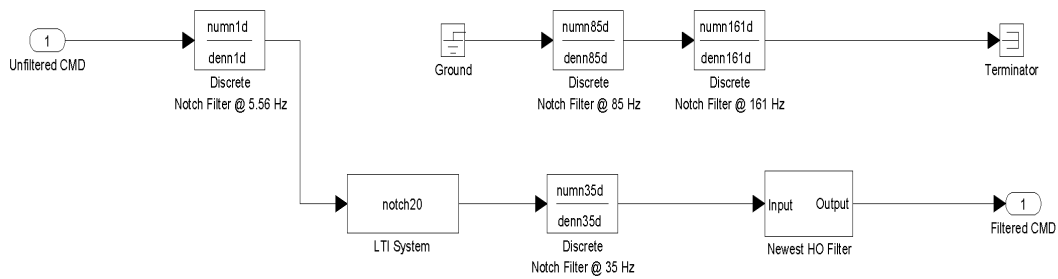 1
Unfiltered CMD
numn1d
denn1d
Discrete
Notch Filter @ 5.56 Hz
Ground
numn85d
denn85d
Discrete
Notch Filter @ 85 Hz
numn161d
denn161d
Discrete
Notch Filter @ 161 Hz
Terminator
notch20
LTI System
numn35d
denn35d
Discrete
Notch Filter @ 35 Hz
Input Output
Newest HO Filter
1
Filtered CMD